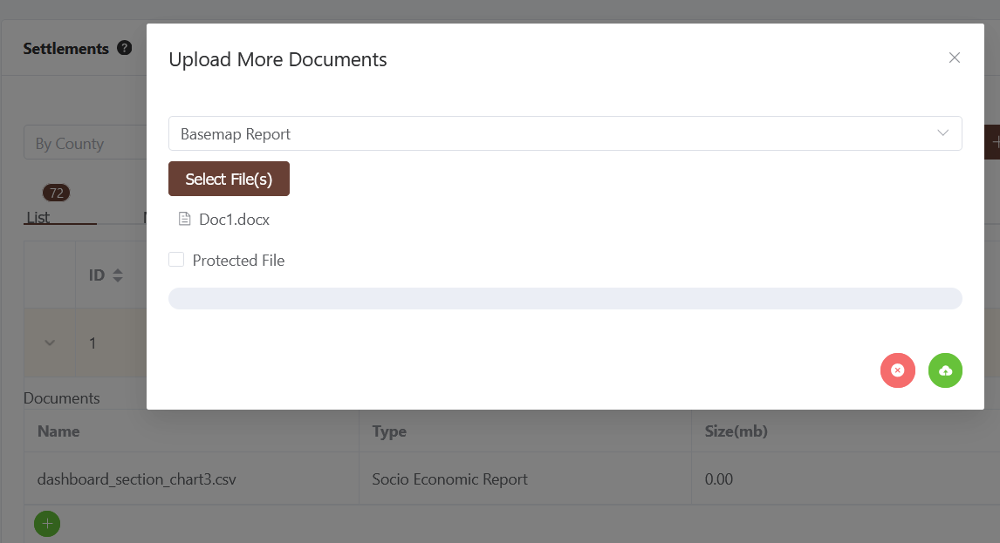 Settlements ?
Upload More Documents
By County
Basemap Report
Select File(s)
72
List
Doc1.docx
Protected File
ID
1
Documents
Name Type Size(mb)
dashboard_section_chart3.csv Socio Economic Report 0.00